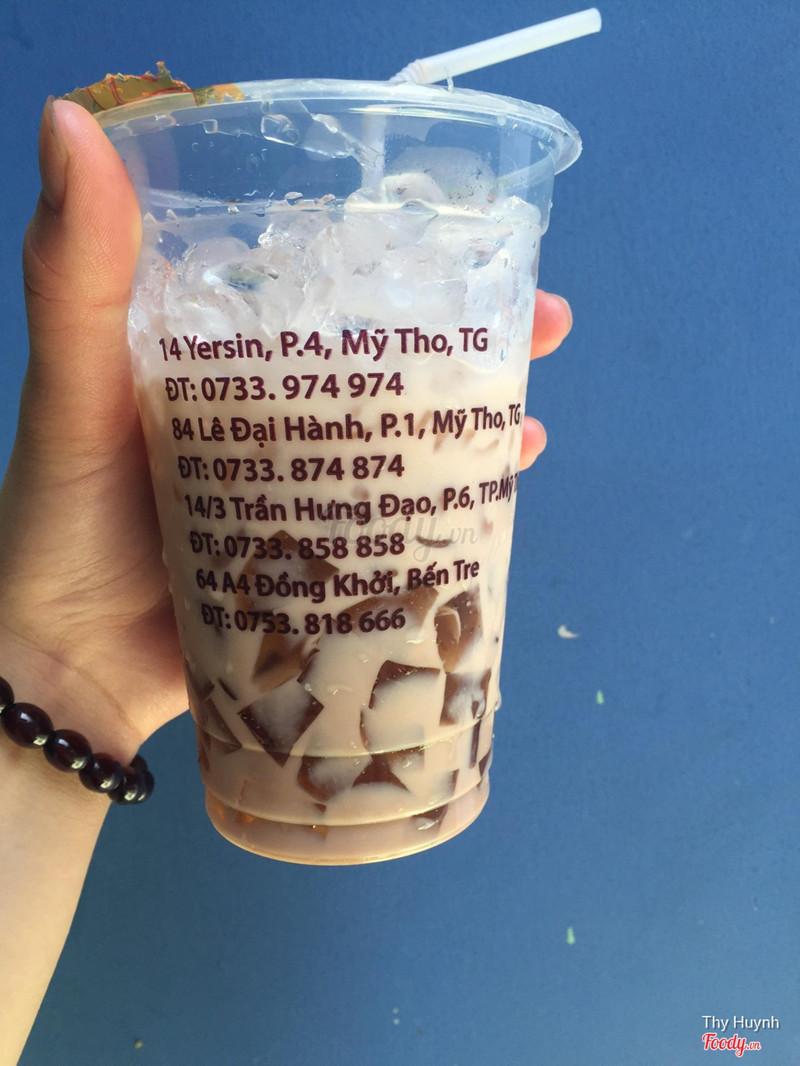 14 Yersin, P.4, Mỹ Tho, TG
ĐT: 0733. 974 974
84 Lê Đại Hành, P.1, Mỹ Tho, TG
ĐT: 0733. 874 874
14/3 Trần Hưng Đạo, P.6, TP.Mỹ
ĐT: 0733. 858 858
64 A4 Đồng Khởi, Bến Tre
ĐT: 0753. 818 666
foody.vn
Thy Huynh
Foody.vn